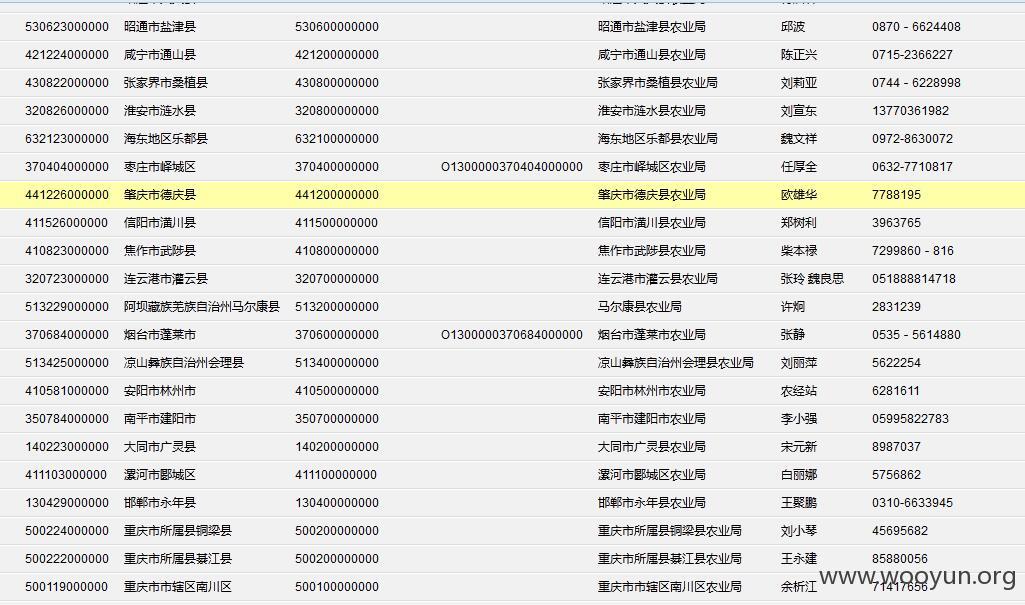 530623000000 昭通市盐津县 530600000000 昭通市盐津县农业局 邱波 0870 - 6624408
421224000000 咸宁市通山县 421200000000 咸宁市通山县农业局 陈正兴 0715-2366227
430822000000 张家界市桑植县 430800000000 张家界市桑植县农业局 刘莉亚 0744 - 6228998
320826000000 淮安市涟水县 320800000000 淮安市涟水县农业局 刘宣东 13770361982
632123000000 海东地区乐都县 632100000000 海东地区乐都县农业局 魏文祥 0972-8630072
370404000000 枣庄市峄城区 370400000000 O1300000370404000000 枣庄市峄城区农业局 任厚全 0632-7710817
441226000000 肇庆市德庆县 441200000000 肇庆市德庆县农业局 欧雄华 7788195
411526000000 信阳市潢川县 411500000000 信阳市潢川县农业局 郑树利 3963765
410823000000 焦作市武陟县 410800000000 焦作市武陟县农业局 柴本禄 7299860 - 816
320723000000 连云港市灌云县 320700000000 连云港市灌云县农业局 张玲 魏良思 051888814718
513229000000 阿坝藏族羌族自治州马尔康县 513200000000 马尔康县农业局 许炯 2831239
370684000000 烟台市蓬莱市 370600000000 O1300000370684000000 烟台市蓬莱市农业局 张静 0535 - 5614880
513425000000 凉山彝族自治州会理县 513400000000 凉山彝族自治州会理县农业局 刘丽萍 5622254
410581000000 安阳市林州市 410500000000 安阳市林州市农业局 农经站 6281611
350784000000 南平市建阳市 350700000000 南平市建阳市农业局 李小强 05995822783
140223000000 大同市广灵县 140200000000 大同市广灵县农业局 宋元新 8987037
411103000000 漯河市郾城区 411100000000 漯河市郾城区农业局 白丽娜 5756862
130429000000 邯郸市永年县 130400000000 邯郸市永年县农业局 王聚鹏 0310-6633945
500224000000 重庆市所属县铜梁县 500200000000 重庆市所属县铜梁县农业局 刘小琴 45695682
500222000000 重庆市所属县綦江县 500200000000 重庆市所属县綦江县农业局 王永建 85880056
500119000000 重庆市市辖区南川区 500100000000 重庆市市辖区南川区农业局 余析江 71417656
www.wooyun.org